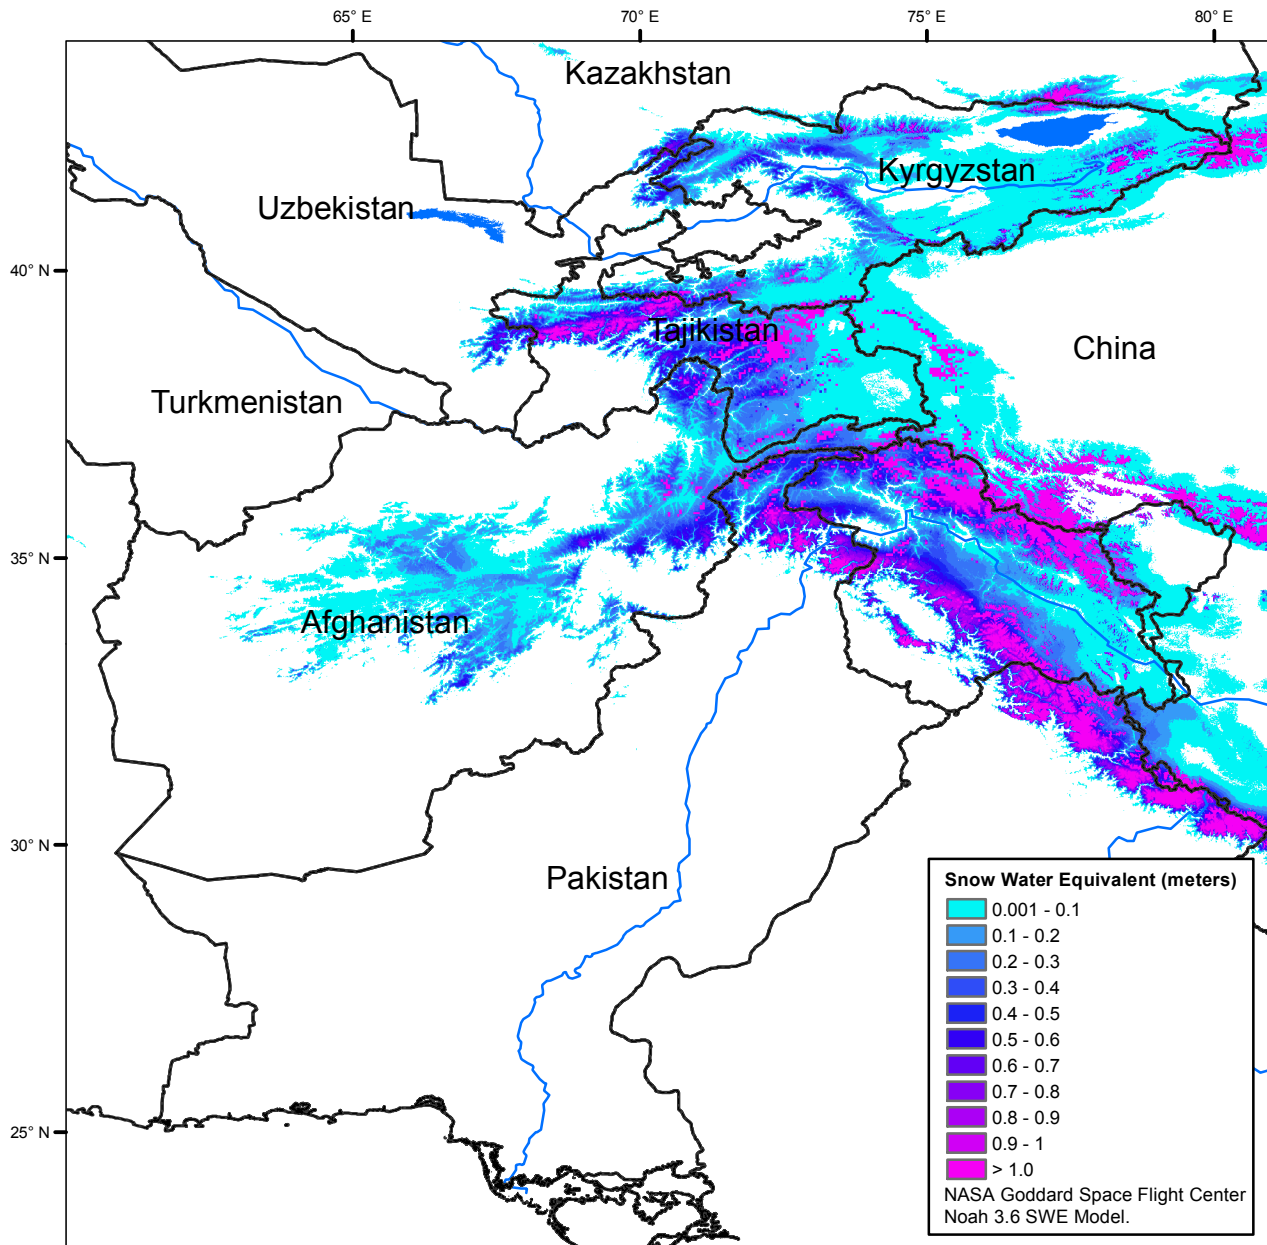 65° E
70° E
75° E
80° E
Kazakhstan
Kyrgyzstan
Uzbekistan
40° N
Tajikistan
China
Turkmenistan
35° N
Afghanistan
30° N
Pakistan
Snow Water Equivalent (meters)
0.001 - 0.1
0.1 - 0.2
0.2 - 0.3
0.3 - 0.4
0.4 - 0.5
0.5 - 0.6
0.6 - 0.7
0.7 - 0.8
0.8 - 0.9
0.9 - 1
> 1.0
25° N
NASA Goddard Space Flight Center
Noah 3.6 SWE Model.